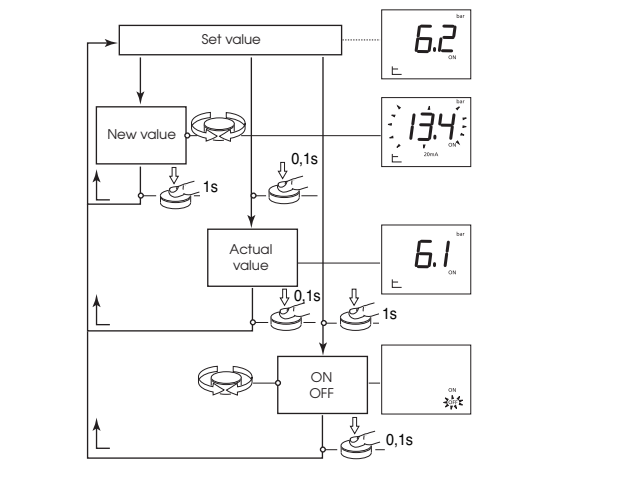 Set value
bar
6.2
ON
New value
bar
13.4
ON
20mA
1s
0,1s
Actual
value
bar
6.1
ON
0,1s
1s
ON
OFF
ON
OFF
0,1s